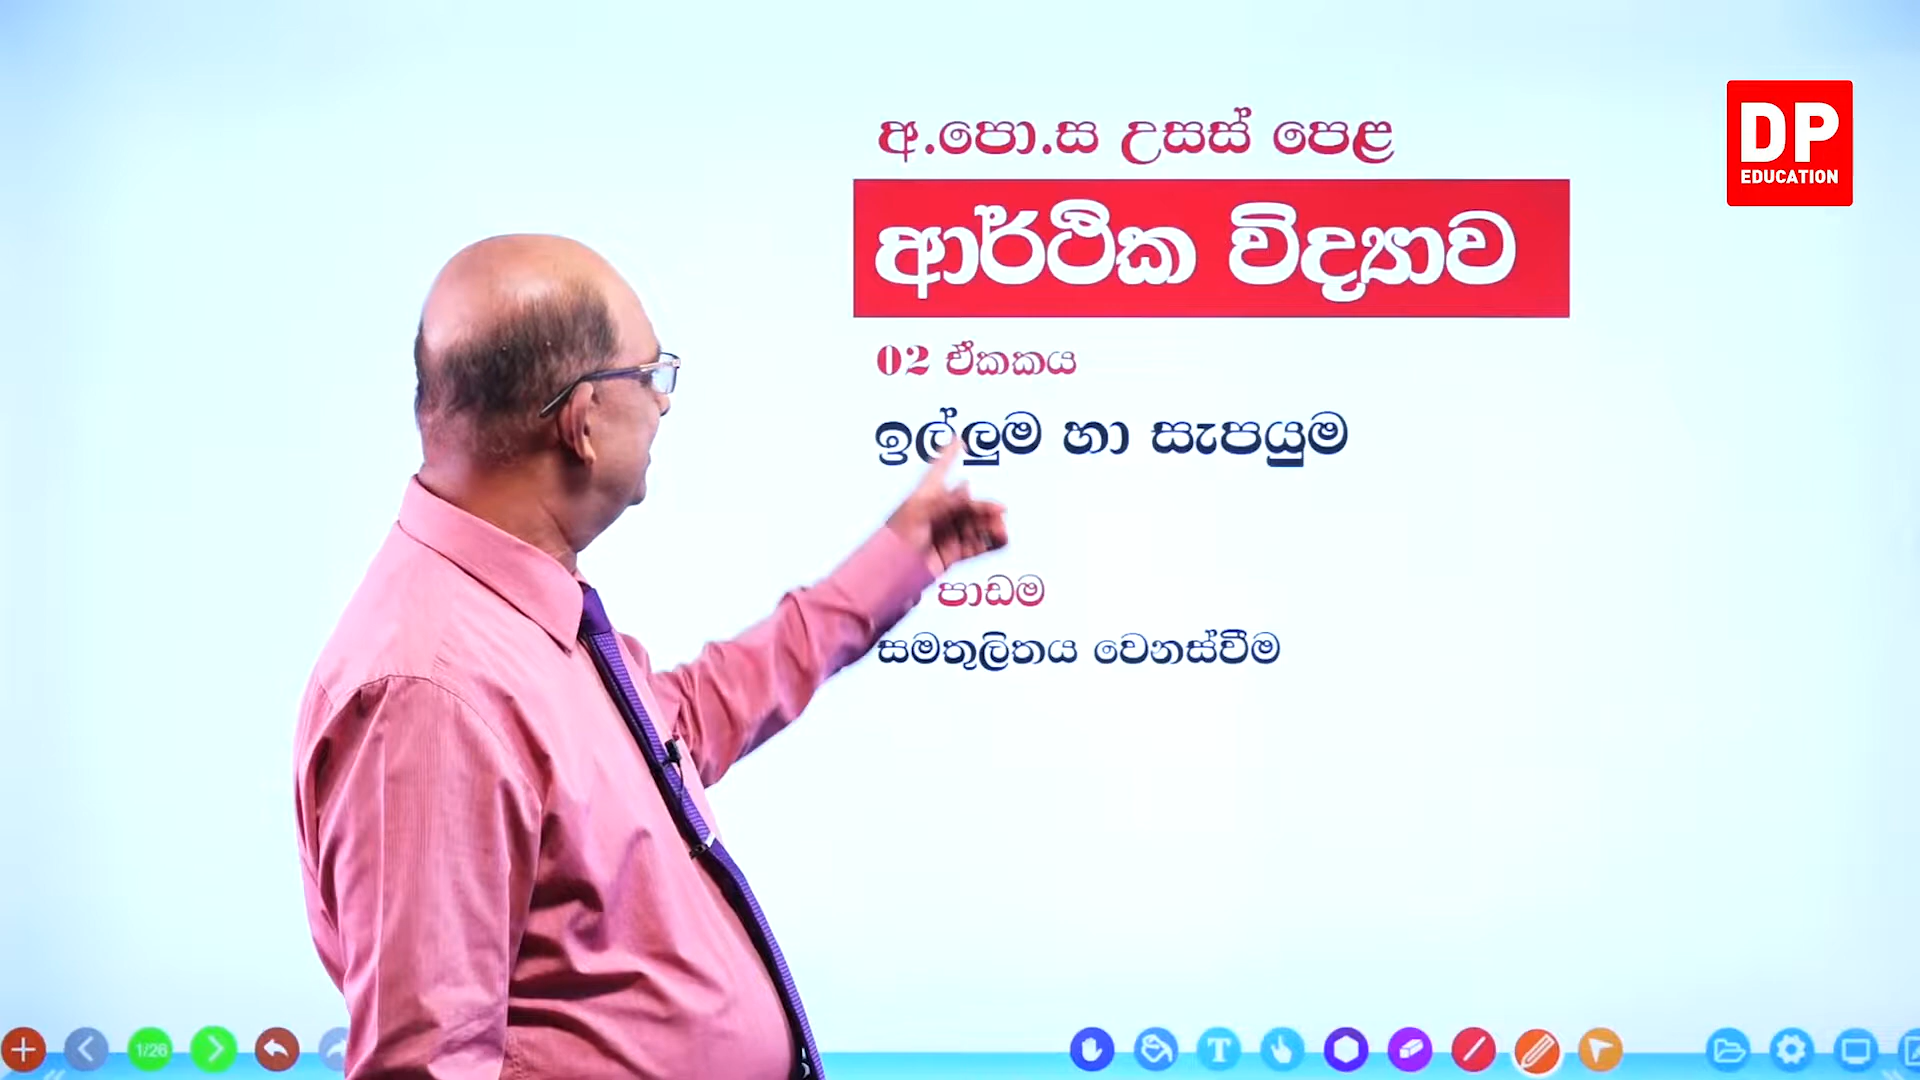 අ.පො.ස උසස් පෙළ
DP
EDUCATION
ආර්ථික විද්‍යාව
02 ඒකකය
ඉල්ලුම හා සැපයුම
පාඩම
සමතුලිතය වෙනස්වීම
1/26
T